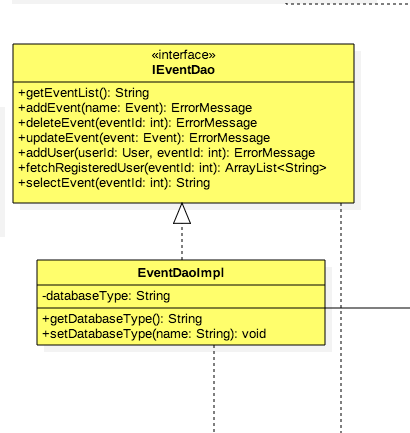 «interface»
IEventDao
+getEventList(): String
+addEvent(name: Event): ErrorMessage
+deleteEvent(eventId: int): ErrorMessage
+updateEvent(event: Event): ErrorMessage
+addUser(userId: User, eventId: int): ErrorMessage
+fetchRegisteredUser(eventId: int): ArrayList<String>
+selectEvent(eventId: int): String
EventDaoImpl
-databaseType: String
+getDatabaseType(): String
+setDatabaseType(name: String): void